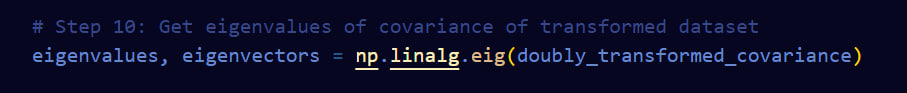 # Step 10: Get eigenvalues of covariance of transformed dataset
eigenvalues, eigenvectors = np.linalg.eig(doubly_transformed_covariance)